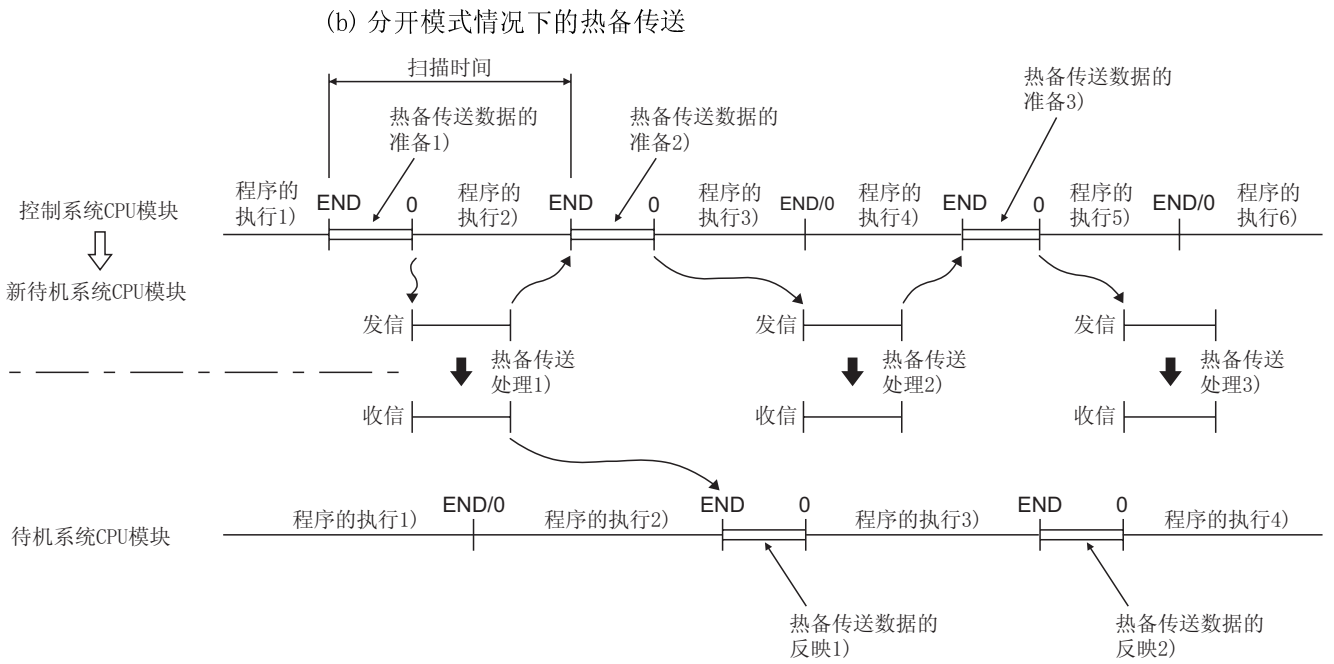 (b) 分开模式情况下的热备传送
扫描时间
热备传送数据的
准备1)
热备传送数据的
准备2)
热备传送数据的
准备3)
控制系统CPU模块
程序的
执行1)
END
0
程序的
执行2)
END
0
程序的
执行3)
END/0
程序的
执行4)
END
0
程序的
执行5)
END/0
程序的
执行6)
新待机系统CPU模块
发信
发信
发信
热备传送
处理1)
热备传送
处理2)
热备传送
处理3)
收信
收信
收信
待机系统CPU模块
程序的执行1)
END/0
程序的执行2)
END
0
程序的执行3)
END
0
程序的执行4)
热备传送数据的
反映1)
热备传送数据的
反映2)